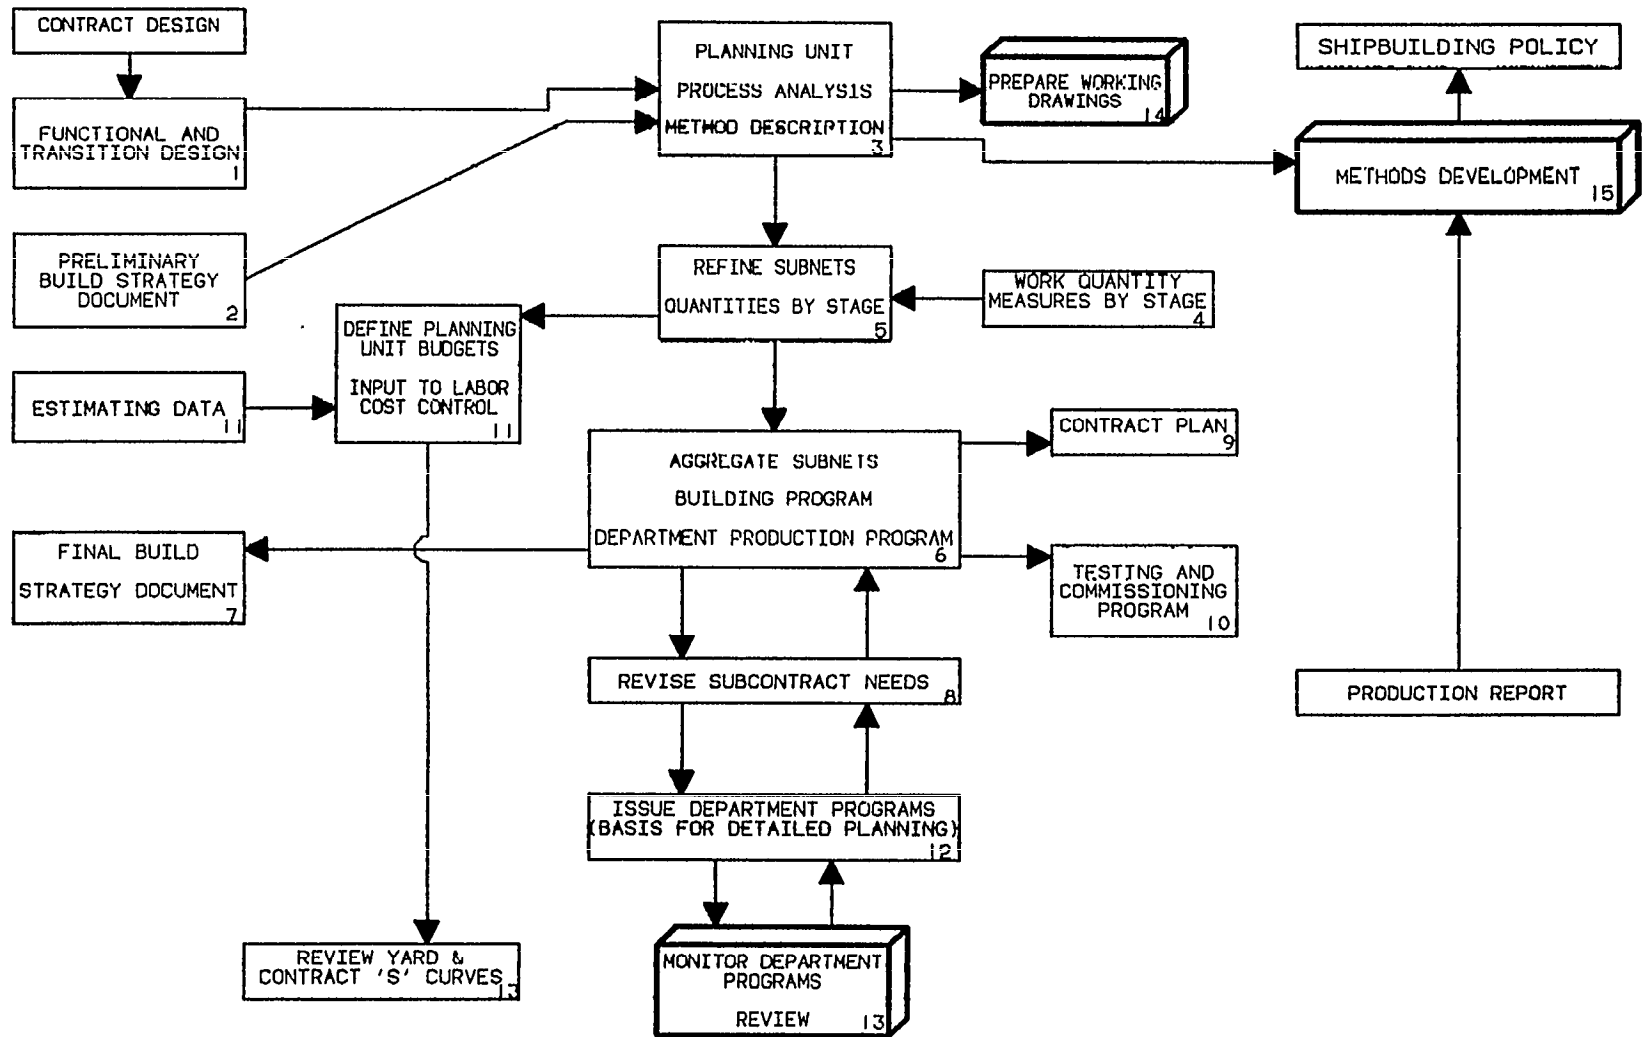 CONTRACT DESIGN
FUNCTIONAL AND
TRANSITION DESIGN
1
PRELIMINARY
BUILD STRATEGY
DOCUMENT
2
ESTIMATING DATA
11
FINAL BUILD
STRATEGY DOCUMENT
7
DEFINE PLANNING
UNIT BUDGETS
INPUT TO LABOR
COST CONTROL
11
REVIEW YARD &
CONTRACT 'S' CURVES
13
PLANNING UNIT
PROCESS ANALYSIS
METHOD DESCRIPTION
3
REFINE SUBNETS
QUANTITIES BY STAGE
5
AGGREGATE SUBNETS
BUILDING PROGRAM
DEPARTMENT PRODUCTION PROGRAM
6
REVISE SUBCONTRACT NEEDS
8
ISSUE DEPARTMENT PROGRAMS
(BASIS FOR DETAILED PLANNING)
12
MONITOR DEPARTMENT
PROGRAMS
REVIEW
13
PREPARE WORKING
DRAWINGS
14
WORK QUANTITY
MEASURES BY STAGE
4
CONTRACT PLAN
9
TESTING AND
COMMISSIONING
PROGRAM
10
SHIPBUILDING POLICY
METHODS DEVELOPMENT
15
PRODUCTION REPORT